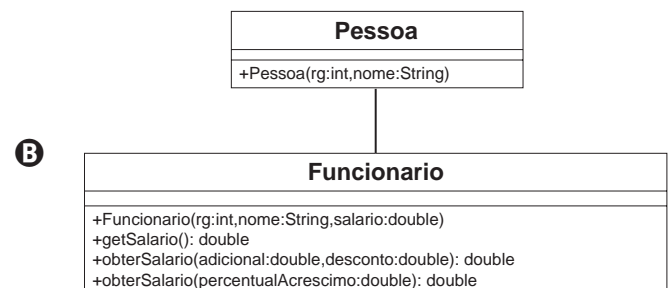 Pessoa
+Pessoa(rg:int,nome:String)
B
Funcionario
+Funcionario(rg:int,nome:String,salario:double)
+getSalario(): double
+obterSalario(adicional:double,desconto:double): double
+obterSalario(percentualAcrescimo:double): double